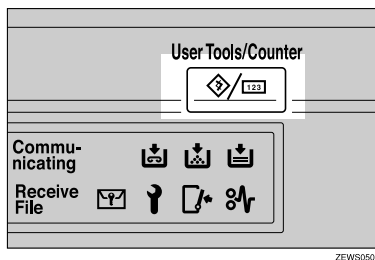 User Tools/Counter
123
Commu-
nicating
Receive
File
ZEWS050